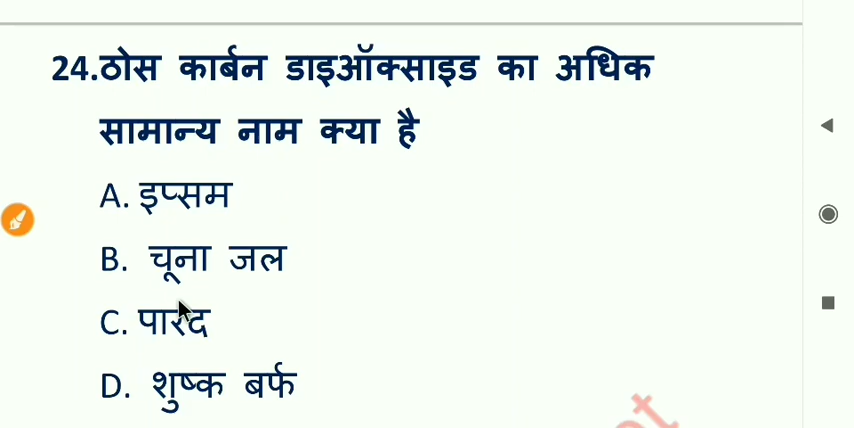 24.ठोस कार्बन डाइऑक्साइड का अधिक
सामान्य नाम क्या है
A. इप्सम
B. चूना जल
C. पारद
D. शुष्क बर्फ